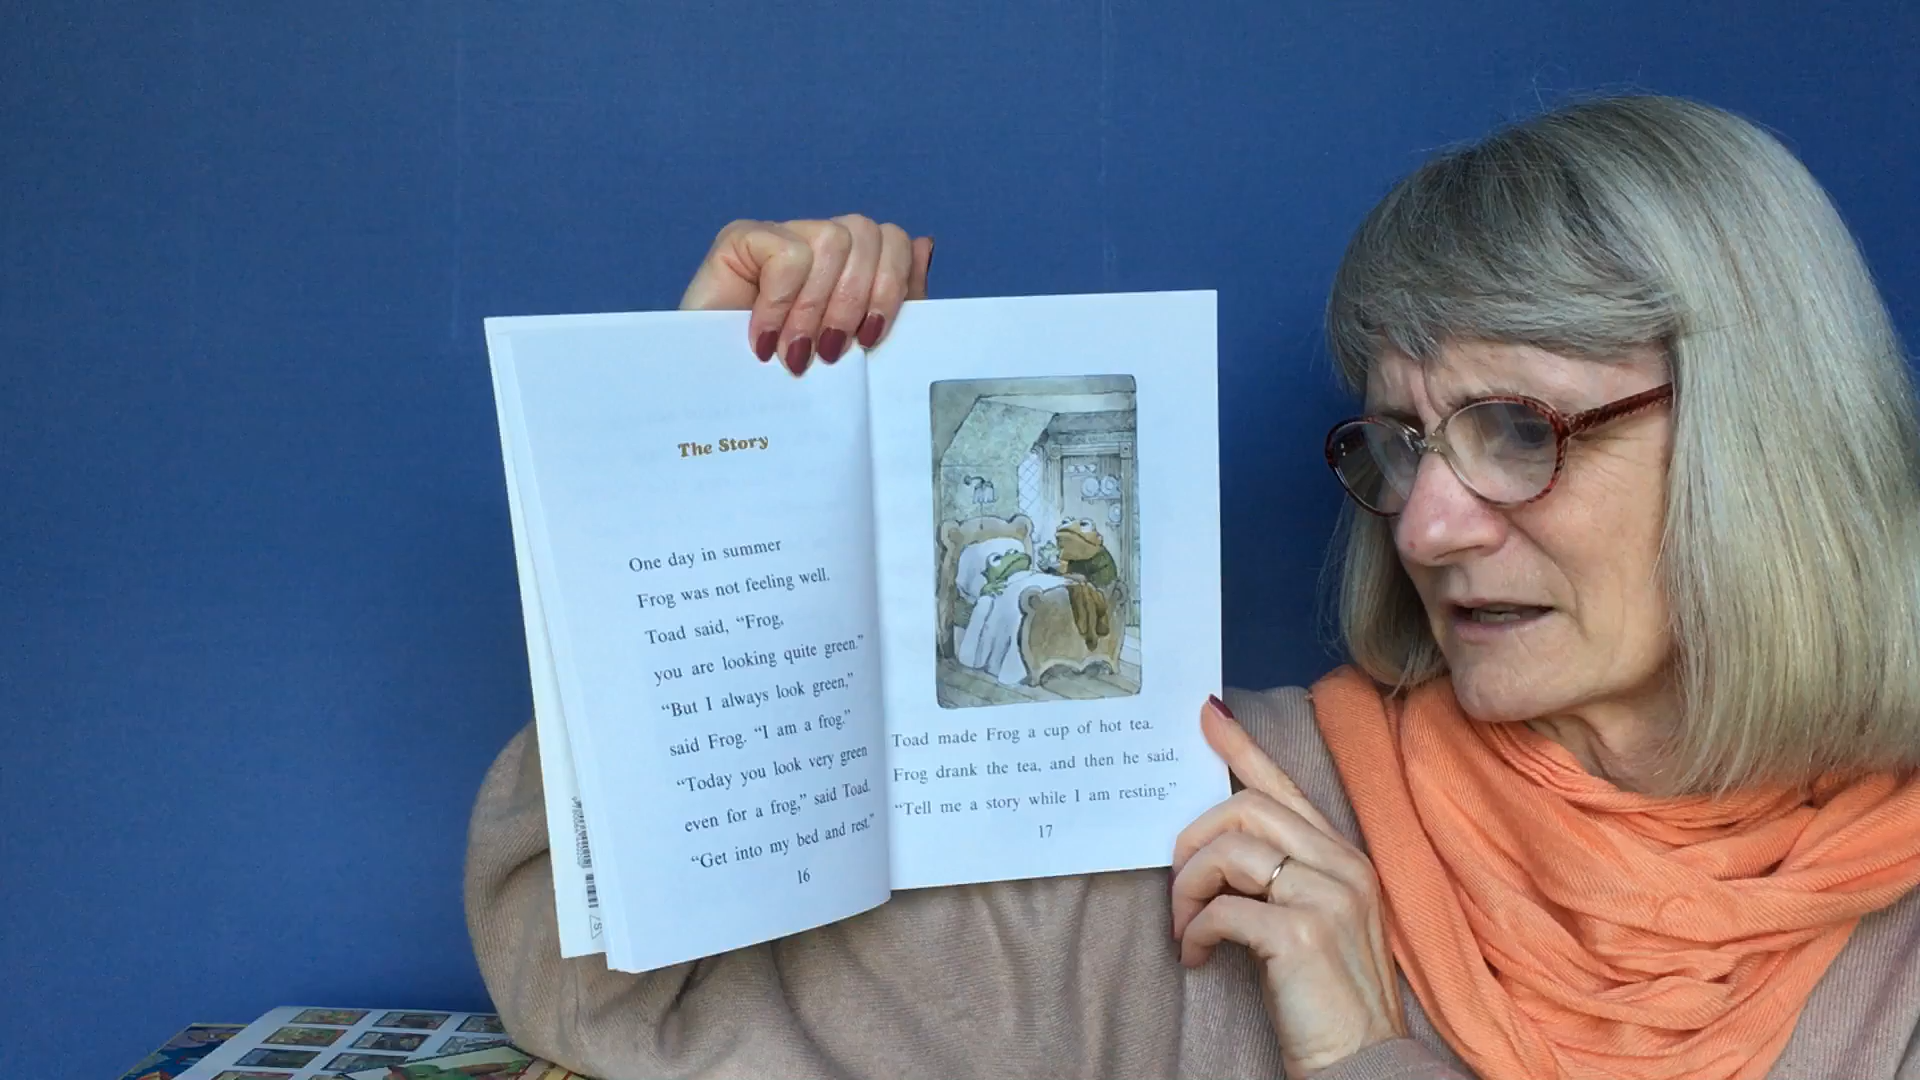 The Story
One day in summer
Frog was not feeling well.
Toad said, “Frog,
you are looking quite green.”
“But I always look green,”
said Frog. “I am a frog.”
“Today you look very green
even for a frog,” said Toad.
“Get into my bed and rest.”
16
Toad made Frog a cup of hot tea.
Frog drank the tea, and then he said,
“Tell me a story while I am resting.”
17